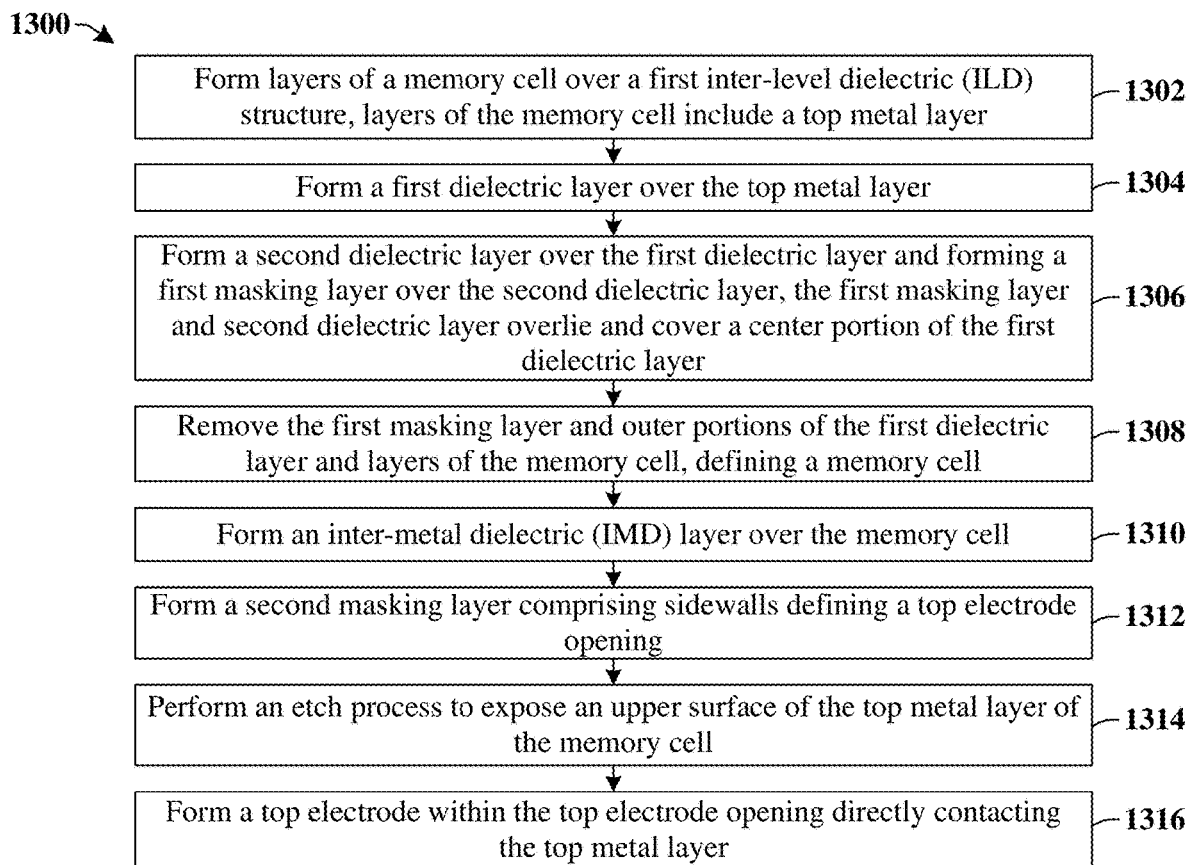 1300
Form layers of a memory cell over a first inter-level dielectric (ILD)
structure, layers of the memory cell include a top metal layer
1302
Form a first dielectric layer over the top metal layer
1304
Form a second dielectric layer over the first dielectric layer and forming a
first masking layer over the second dielectric layer, the first masking layer
and second dielectric layer overlie and cover a center portion of the first
dielectric layer
1306
Remove the first masking layer and outer portions of the first dielectric
layer and layers of the memory cell, defining a memory cell
1308
Form an inter-metal dielectric (IMD) layer over the memory cell
1310
Form a second masking layer comprising sidewalls defining a top electrode
opening
1312
Perform an etch process to expose an upper surface of the top metal layer of
the memory cell
1314
Form a top electrode within the top electrode opening directly contacting
the top metal layer
1316